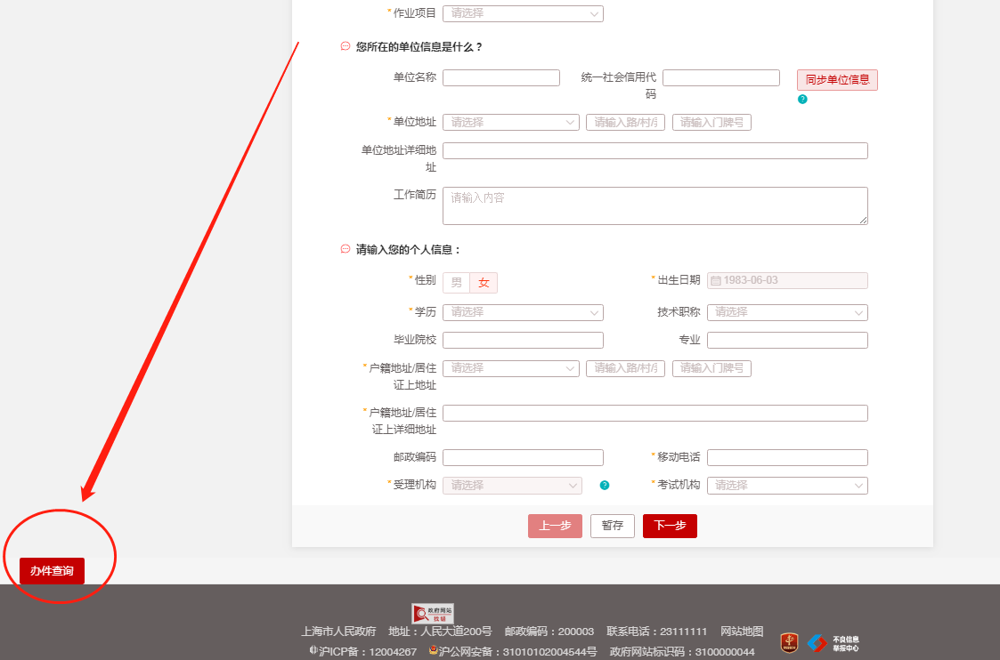 *作业项目 请选择
您所在的单位信息是什么？
单位名称 统一社会信用代 同步单位信息
码
*单位地址 请选择 请输入路/村/ 请输入门牌号
单位地址详细地
址
工作简历 请输入内容
请输入您的个人信息：
*性别 男 女 *出生日期 1983-06-03
*学历 请选择 技术职称 请选择
毕业院校 专业
*户籍地址/居住 请选择 请输入路/村/ 请输入门牌号
证上地址
*户籍地址/居住
证上详细地址
邮政编码 *移动电话
*受理机构 请选择 *考试机构 请选择
上一步 暂存 下一步
办件查询
政府网站
找错
上海市人民政府 地址：人民大道200号 邮政编码：200003 联系电话：23111111 网站地图
沪ICP备：12004267 沪公网安备：31010102004544号 政府网站标识码：3100000044
不良信息
举报中心